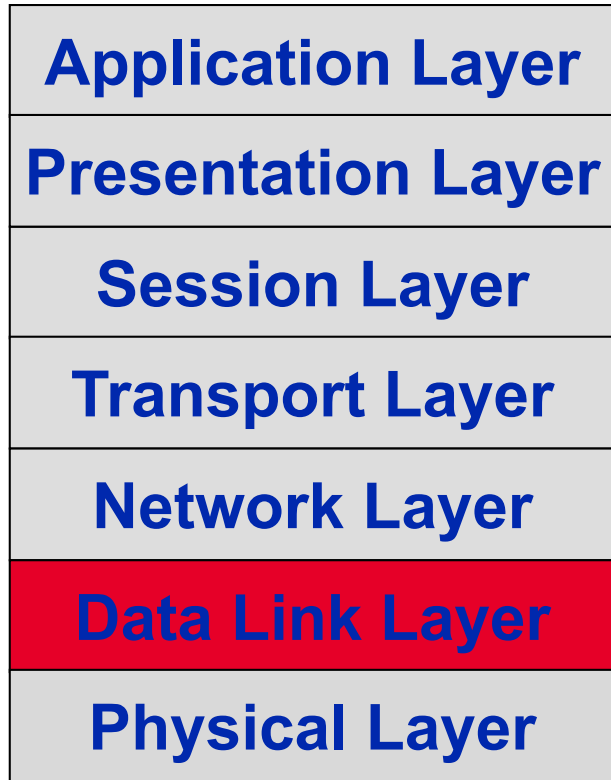 Application Layer
Presentation Layer
Session Layer
Transport Layer
Network Layer
Data Link Layer
Physical Layer